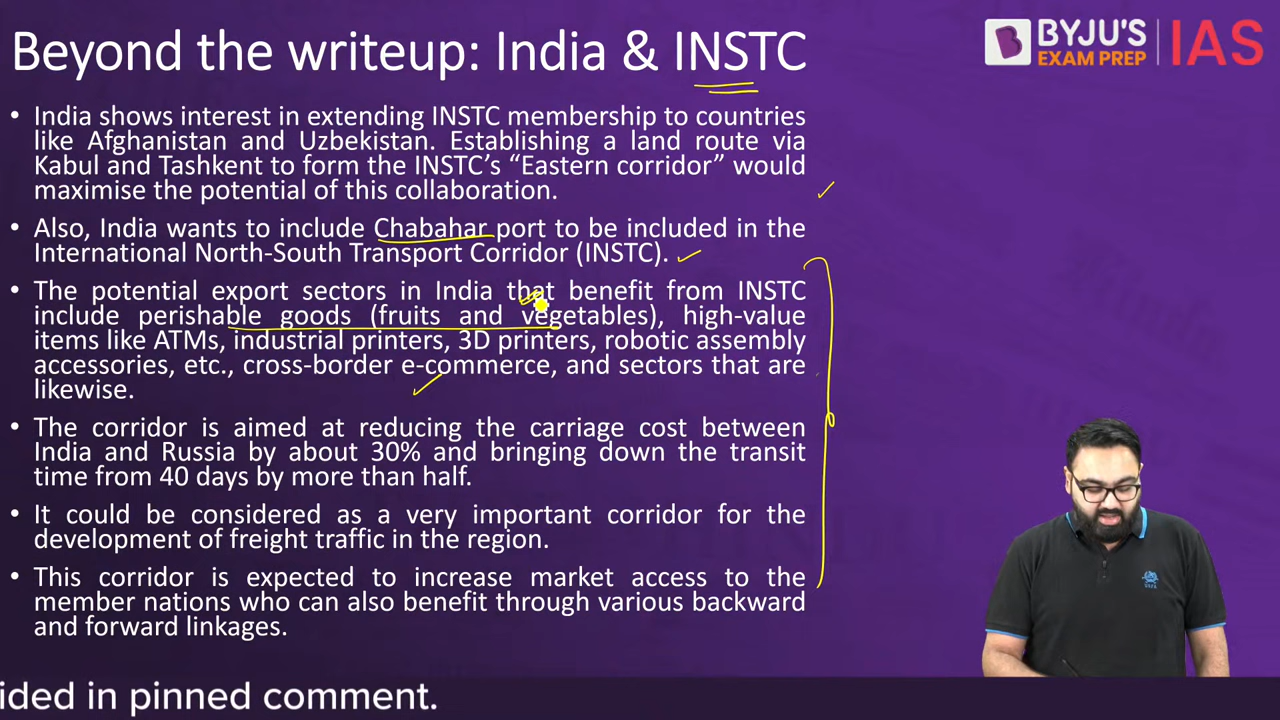 Beyond the writeup: India & INSTC
BYJU'S
EXAM PREP
IAS
• India shows interest in extending INSTC membership to countries
like Afghanistan and Uzbekistan. Establishing a land route via
Kabul and Tashkent to form the INSTC's “Eastern corridor” would
maximise the potential of this collaboration.
• Also, India wants to include Chabahar port to be included in the
International North-South Transport Corridor (INSTC).
• The potential export sectors in India that benefit from INSTC
include perishable goods (fruits and vegetables), high-value
items like ATMs, industrial printers, 3D printers, robotic assembly
accessories, etc., cross-border e-commerce, and sectors that are
likewise.
• The corridor is aimed at reducing the carriage cost between
India and Russia by about 30% and bringing down the transit
time from 40 days by more than half.
• It could be considered as a very important corridor for the
development of freight traffic in the region.
• This corridor is expected to increase market access to the
member nations who can also benefit through various backward
and forward linkages.
ided in pinned comment.